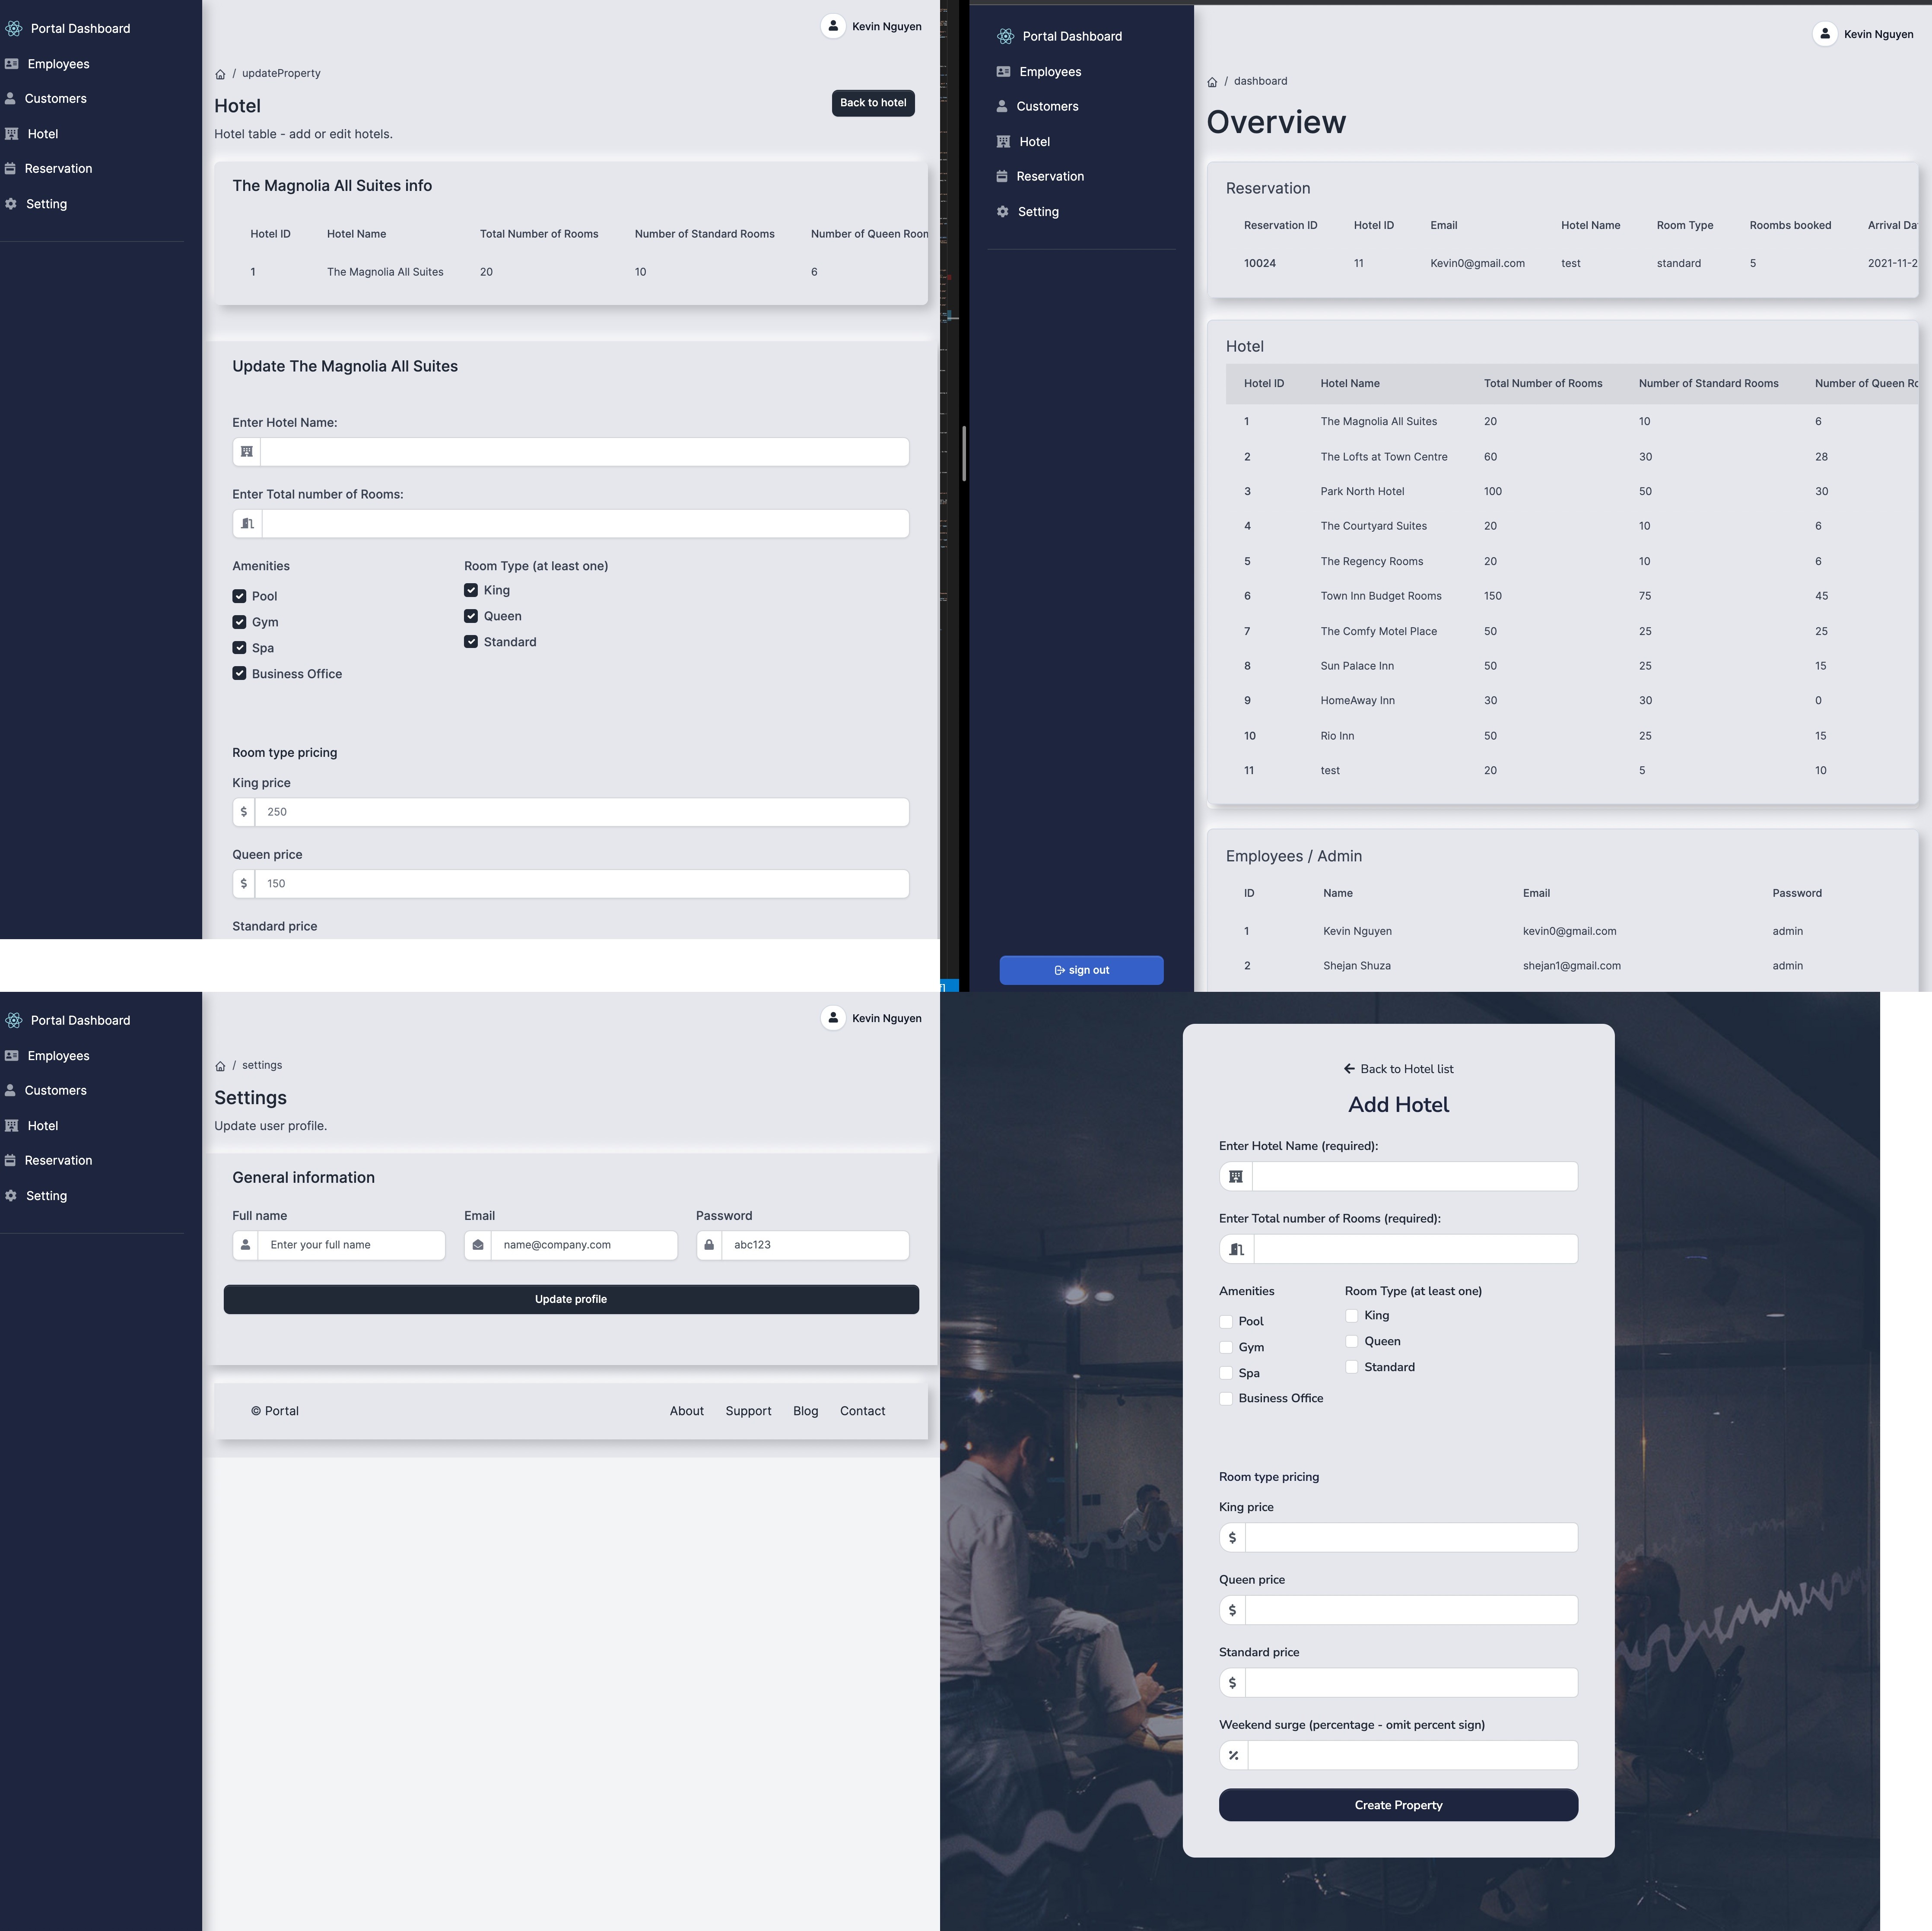 Portal Dashboard
Employees
Customers
Hotel
Reservation
Setting
Kevin Nguyen
/ updateProperty
Hotel
Back to hotel
Hotel table - add or edit hotels.
The Magnolia All Suites info
Hotel ID Hotel Name Total Number of Rooms Number of Standard Rooms Number of Queen Room
1 The Magnolia All Suites 20 10 6
Update The Magnolia All Suites
Enter Hotel Name:
Enter Total number of Rooms:
Amenities Room Type (at least one)
Pool King
Gym Queen
Spa Standard
Business Office
Room type pricing
King price
$ 250
Queen price
$ 150
Standard price
Portal Dashboard
Employees
Customers
Hotel
Reservation
Setting
sign out
Kevin Nguyen
/ dashboard
Overview
Reservation
Reservation ID Hotel ID Email Hotel Name Room Type Roombs booked Arrival Da
10024 11 Kevin0@gmail.com test standard 5 2021-11-2
Hotel
Hotel ID Hotel Name Total Number of Rooms Number of Standard Rooms Number of Queen Ro
1 The Magnolia All Suites 20 10 6
2 The Lofts at Town Centre 60 30 28
3 Park North Hotel 100 50 30
4 The Courtyard Suites 20 10 6
5 The Regency Rooms 20 10 6
6 Town Inn Budget Rooms 150 75 45
7 The Comfy Motel Place 50 25 25
8 Sun Palace Inn 50 25 15
9 HomeAway Inn 30 30 0
10 Rio Inn 50 25 15
11 test 20 5 10
Employees / Admin
ID Name Email Password
1 Kevin Nguyen kevin0@gmail.com admin
2 Shejan Shuza shejan1@gmail.com admin
Portal Dashboard
Employees
Customers
Hotel
Reservation
Setting
Kevin Nguyen
/ settings
Settings
Update user profile.
General information
Full name Email Password
Enter your full name name@company.com abc123
Update profile
© Portal About Support Blog Contact
Back to Hotel list
Add Hotel
Enter Hotel Name (required):
Enter Total number of Rooms (required):
Amenities Room Type (at least one)
Pool King
Gym Queen
Spa Standard
Business Office
Room type pricing
King price
$
Queen price
$
Standard price
$
Weekend surge (percentage - omit percent sign)
%
Create Property